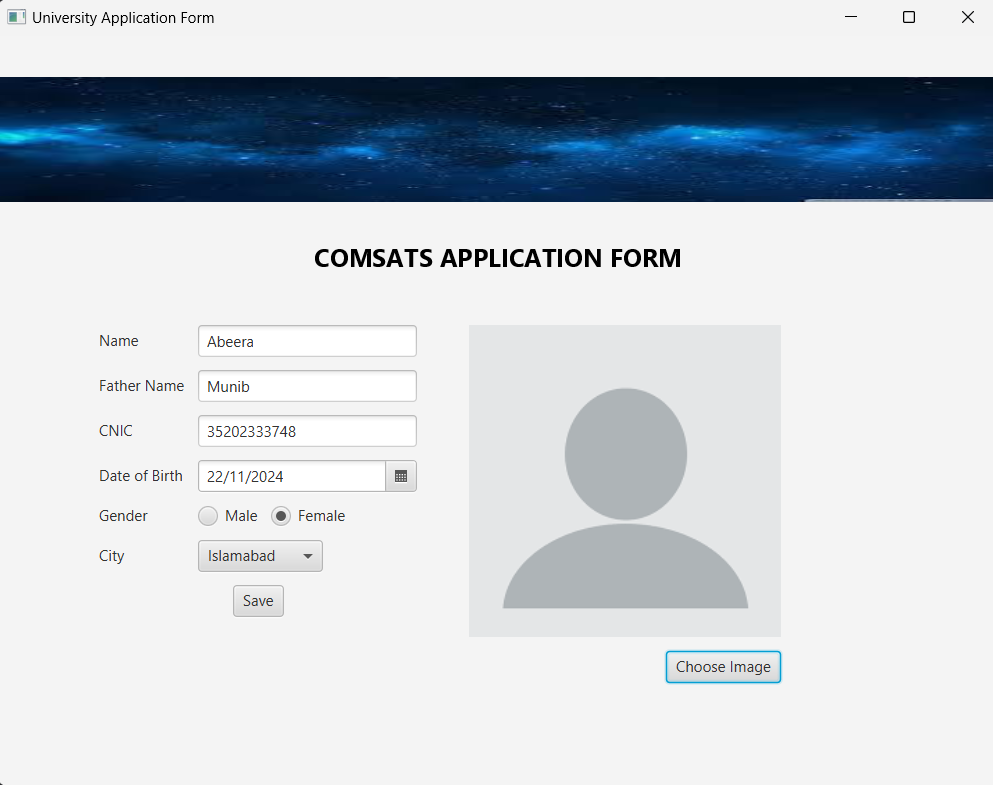 University Application Form
COMSATS APPLICATION FORM
Name Abeera
Father Name Munib
CNIC 35202333748
Date of Birth 22/11/2024
Gender Male Female
City Islamabad
Save
Choose Image